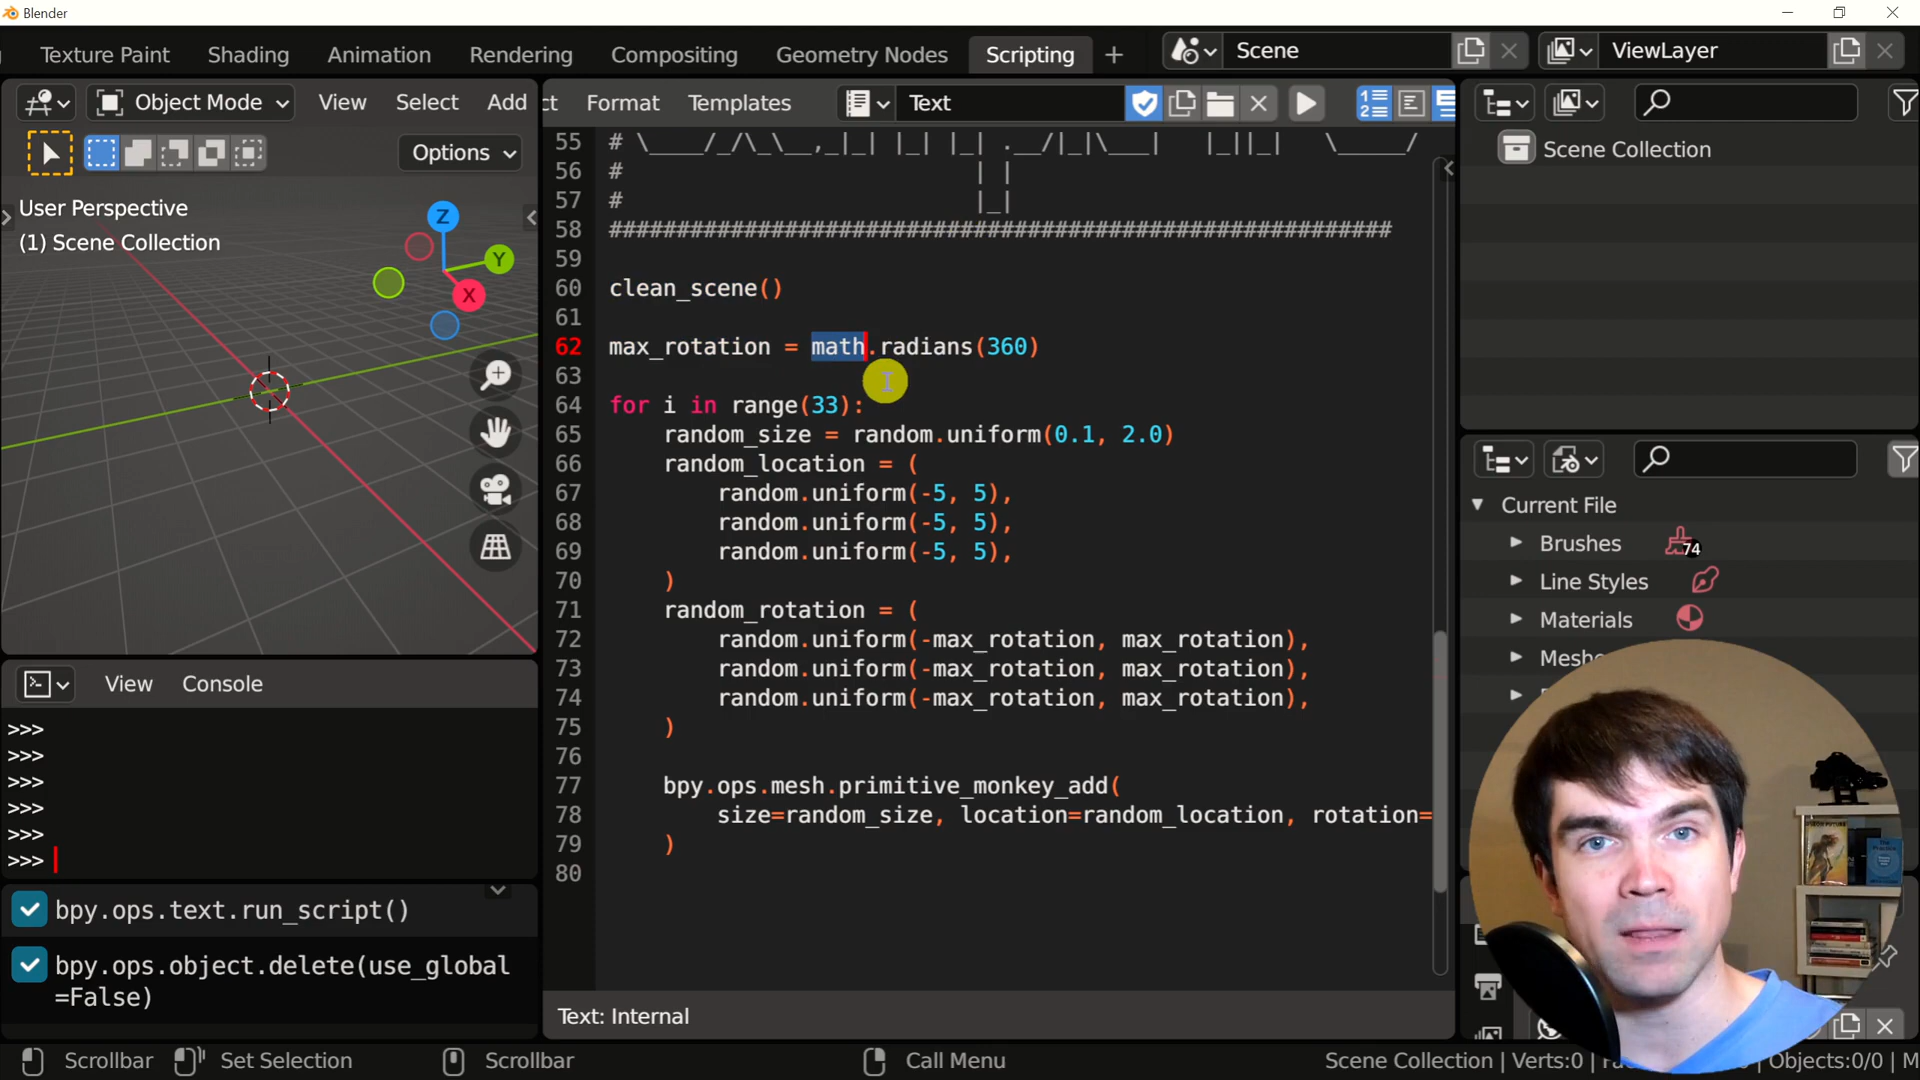 Blender
Texture Paint Shading Animation Rendering Compositing Geometry Nodes Scripting + Scene ViewLayer
Object Mode View Select Add
ct Format Templates Text
Options
User Perspective
(1) Scene Collection
Z
Y
X
55 # \____/_/\_\__,_|_| |_| |_| .__/|_|\___| |_||_| \_____/
56 # | |
57 # |_|
58 ##########################################################
59
60 clean_scene()
61
62 max_rotation = math.radians(360)
63
64 for i in range(33):
65 random_size = random.uniform(0.1, 2.0)
66 random_location = (
67 random.uniform(-5, 5),
68 random.uniform(-5, 5),
69 random.uniform(-5, 5),
70 )
71 random_rotation = (
72 random.uniform(-max_rotation, max_rotation),
73 random.uniform(-max_rotation, max_rotation),
74 random.uniform(-max_rotation, max_rotation),
75 )
76
77 bpy.ops.mesh.primitive_monkey_add(
78 size=random_size, location=random_location, rotation=
79 )
80
Text: Internal
View Console
>>>
>>>
>>>
>>>
>>>
>>>
bpy.ops.text.run_script()
bpy.ops.object.delete(use_global
=False)
Scene Collection
Current File
Brushes 74
Line Styles
Materials
Meshe
Scrollbar Set Selection Scrollbar Call Menu Scene Collection | Verts:0 | Objects:0/0 | M